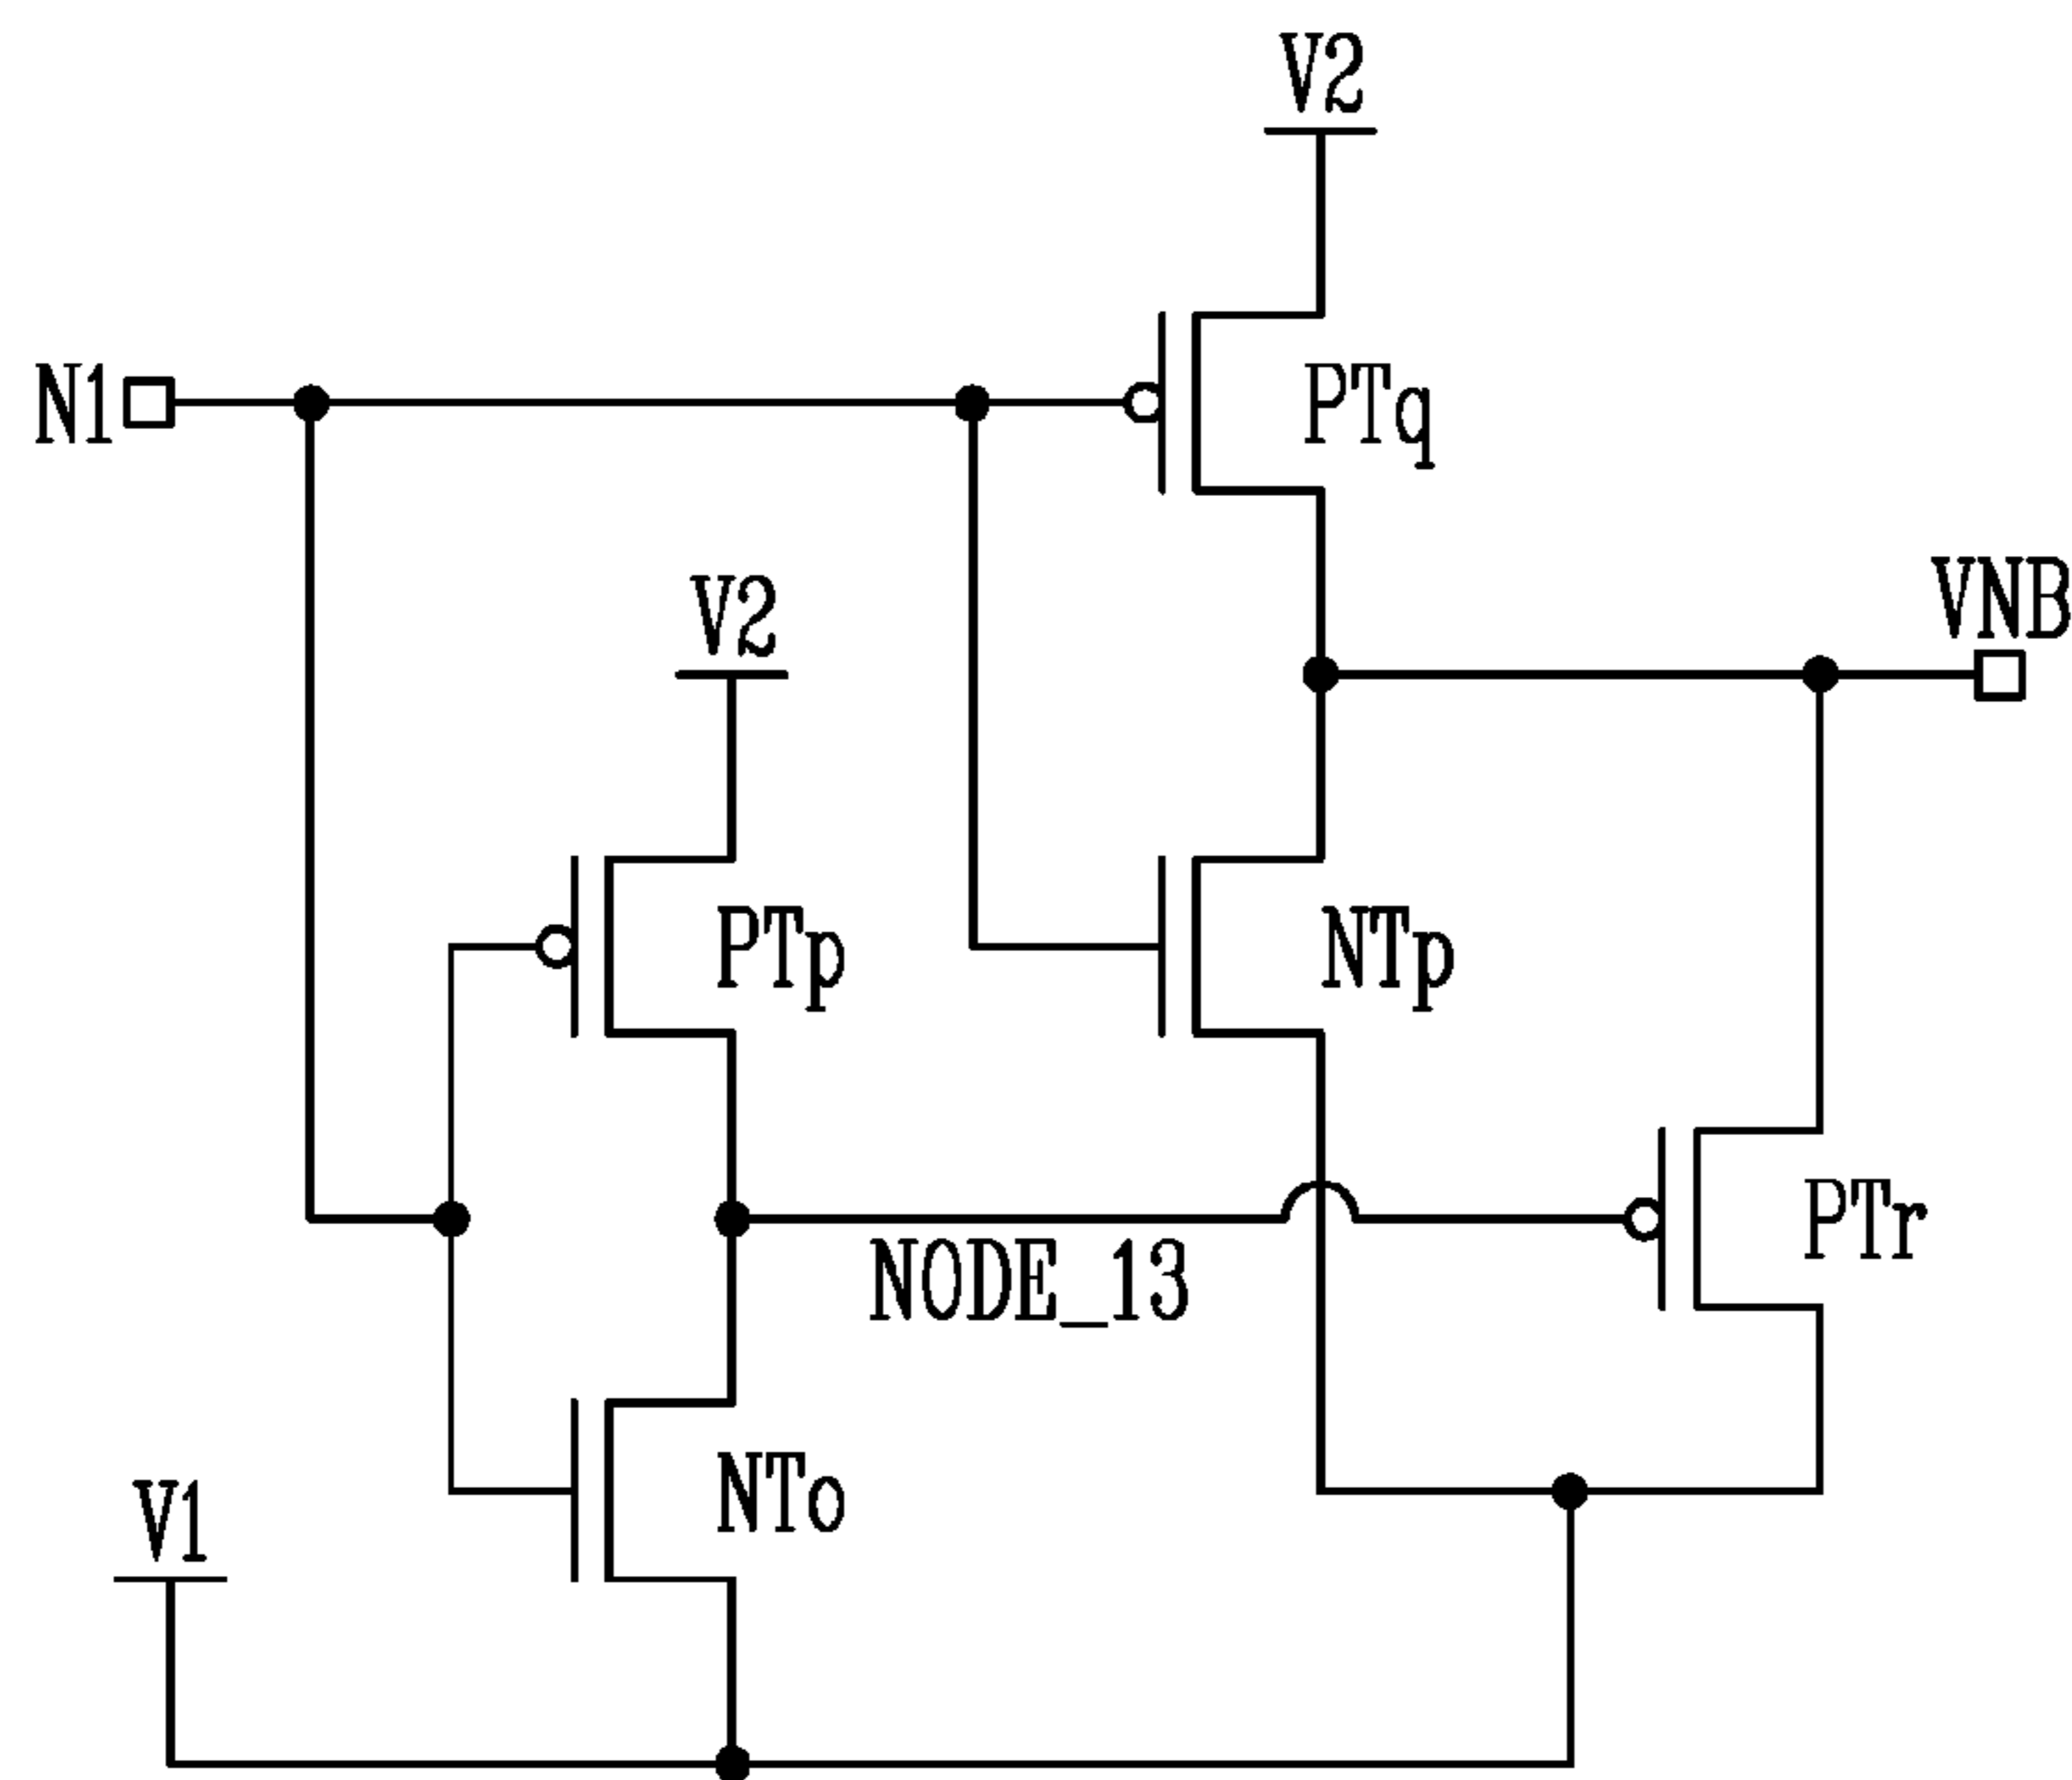 V2
N1
PTq
VNB
V2
PTp
NTp
PTr
NODE_13
NTo
V1